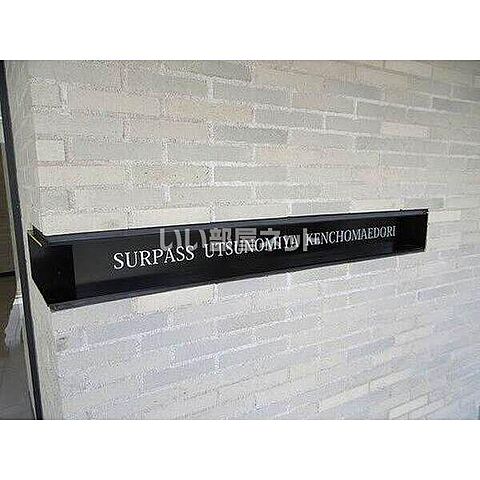 SURPASS UTSUNOMIYA KENCHOMAEDORI
いい部屋ネット